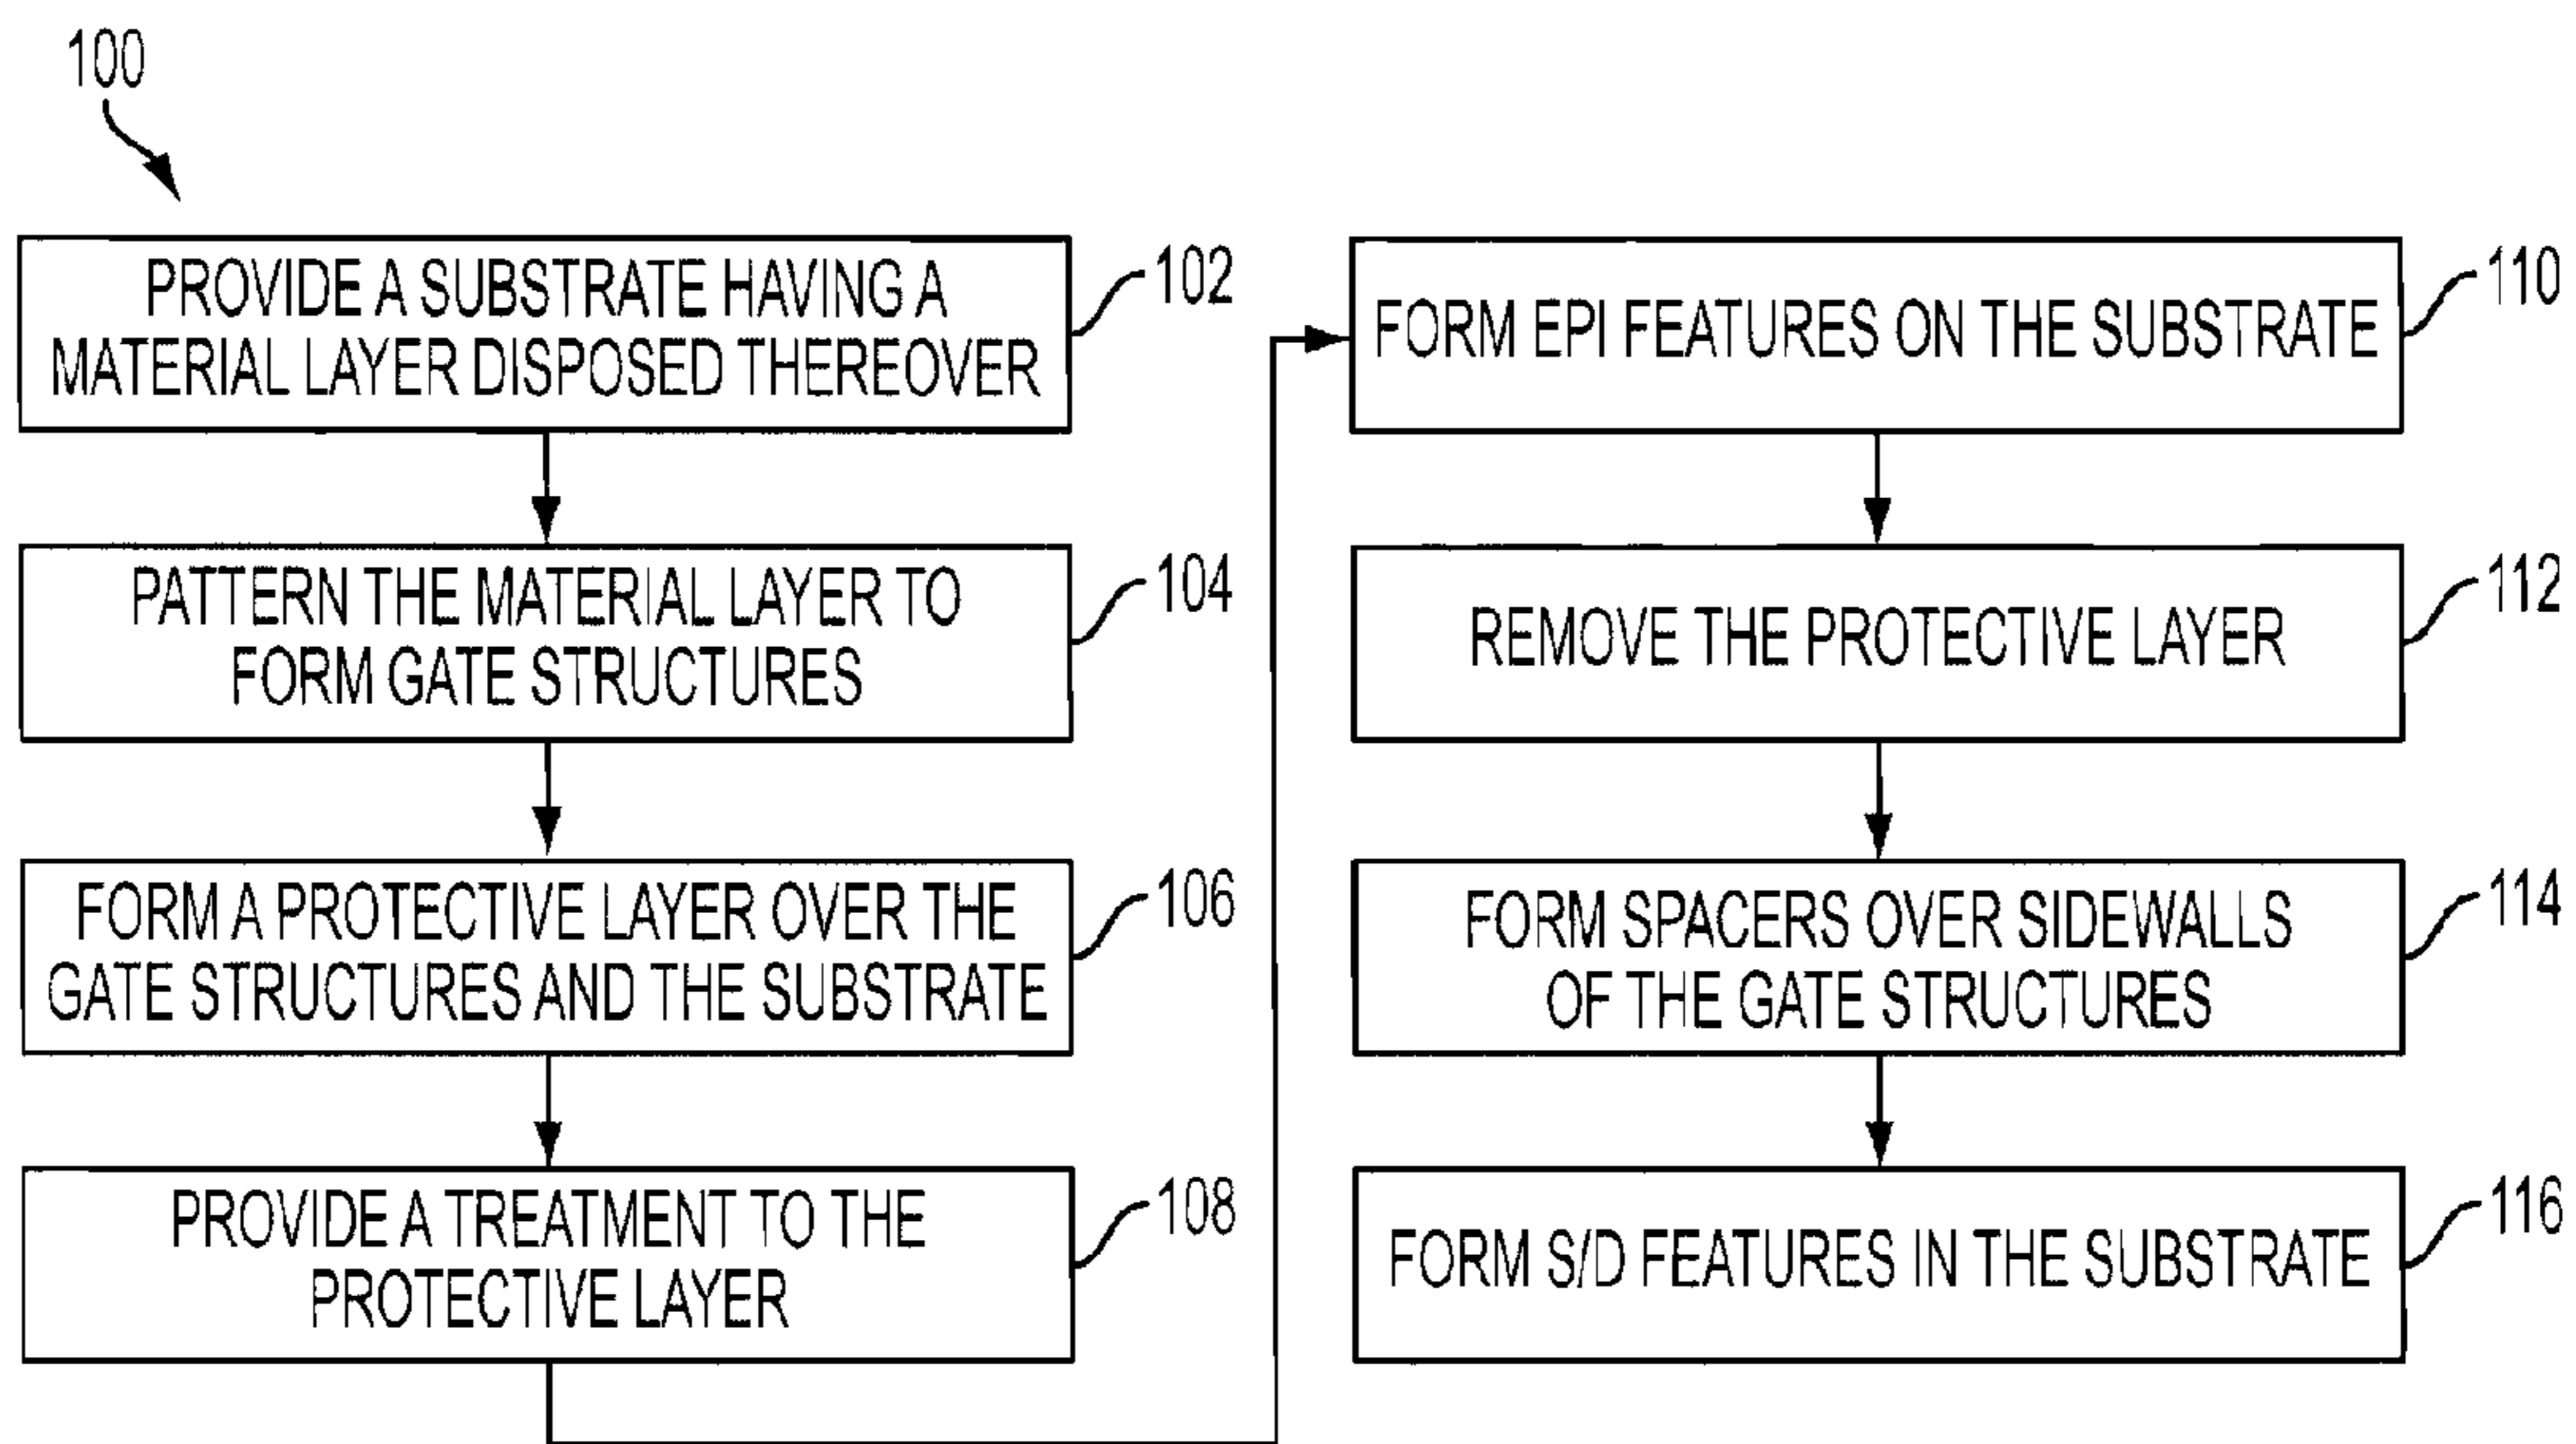 100
PROVIDE A SUBSTRATE HAVING A
MATERIAL LAYER DISPOSED THEREOVER
102
PATTERN THE MATERIAL LAYER TO
FORM GATE STRUCTURES
104
FORM A PROTECTIVE LAYER OVER THE
GATE STRUCTURES AND THE SUBSTRATE
106
PROVIDE A TREATMENT TO THE
PROTECTIVE LAYER
108
FORM EPI FEATURES ON THE SUBSTRATE
110
REMOVE THE PROTECTIVE LAYER
112
FORM SPACERS OVER SIDEWALLS
OF THE GATE STRUCTURES
114
FORM S/D FEATURES IN THE SUBSTRATE
116